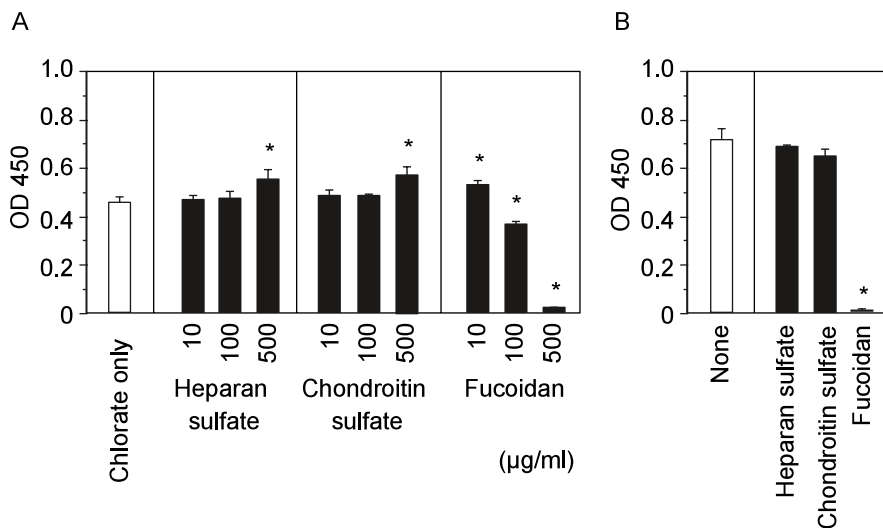 A
OD 450
1.0
0.8
0.6
0.4
0.2
0
*
*
*
*
*
Chlorate only
10
100
500
Heparan
sulfate
10
100
500
Chondroitin
sulfate
10
100
500
Fucoidan
(µg/ml)
B
OD 450
1.0
0.8
0.6
0.4
0.2
0
*
None
Heparan sulfate
Chondroitin sulfate
Fucoidan